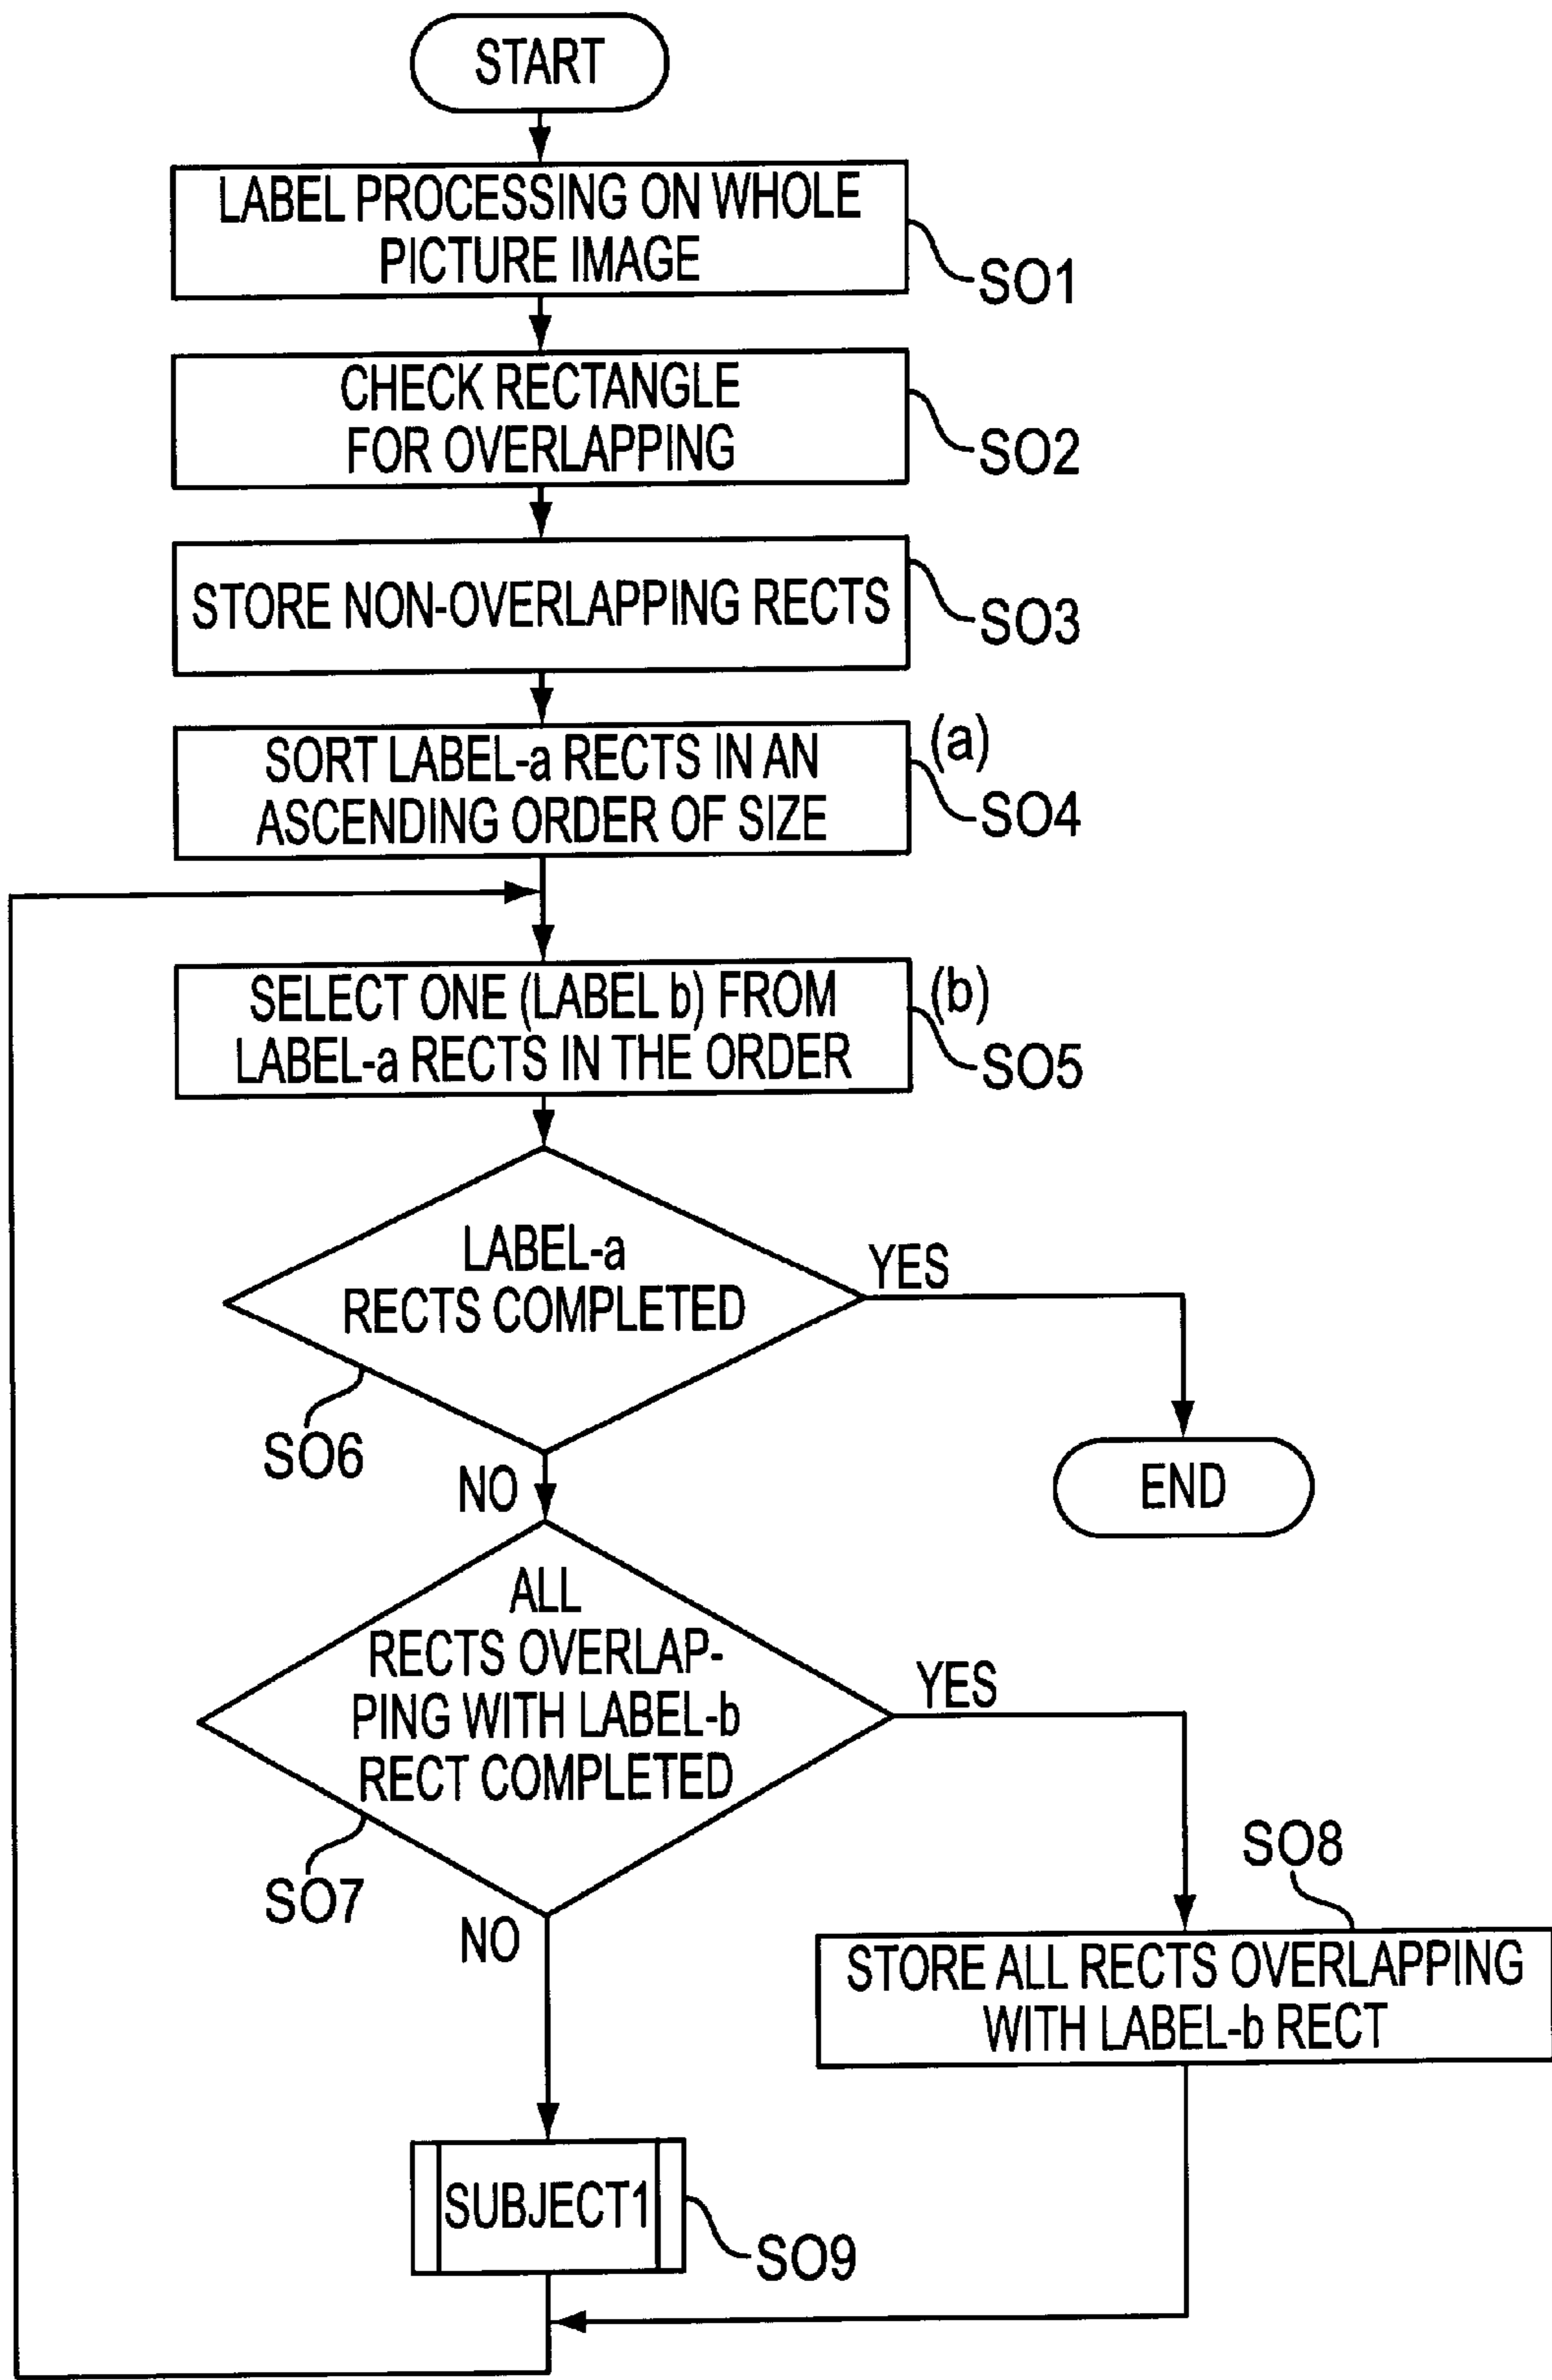 START
LABEL PROCESSING ON WHOLE
PICTURE IMAGE
SO1
CHECK RECTANGLE
FOR OVERLAPPING
SO2
STORE NON-OVERLAPPING RECTS
SO3
SORT LABEL-a RECTS IN AN
ASCENDING ORDER OF SIZE
(a)
SO4
SELECT ONE (LABEL b) FROM
LABEL-a RECTS IN THE ORDER
(b)
SO5
LABEL-a
RECTS COMPLETED
YES
SO6
NO
END
ALL
RECTS OVERLAP-
PING WITH LABEL-b
RECT COMPLETED
YES
SO7
NO
SO8
STORE ALL RECTS OVERLAPPING
WITH LABEL-b RECT
SUBJECT1
SO9